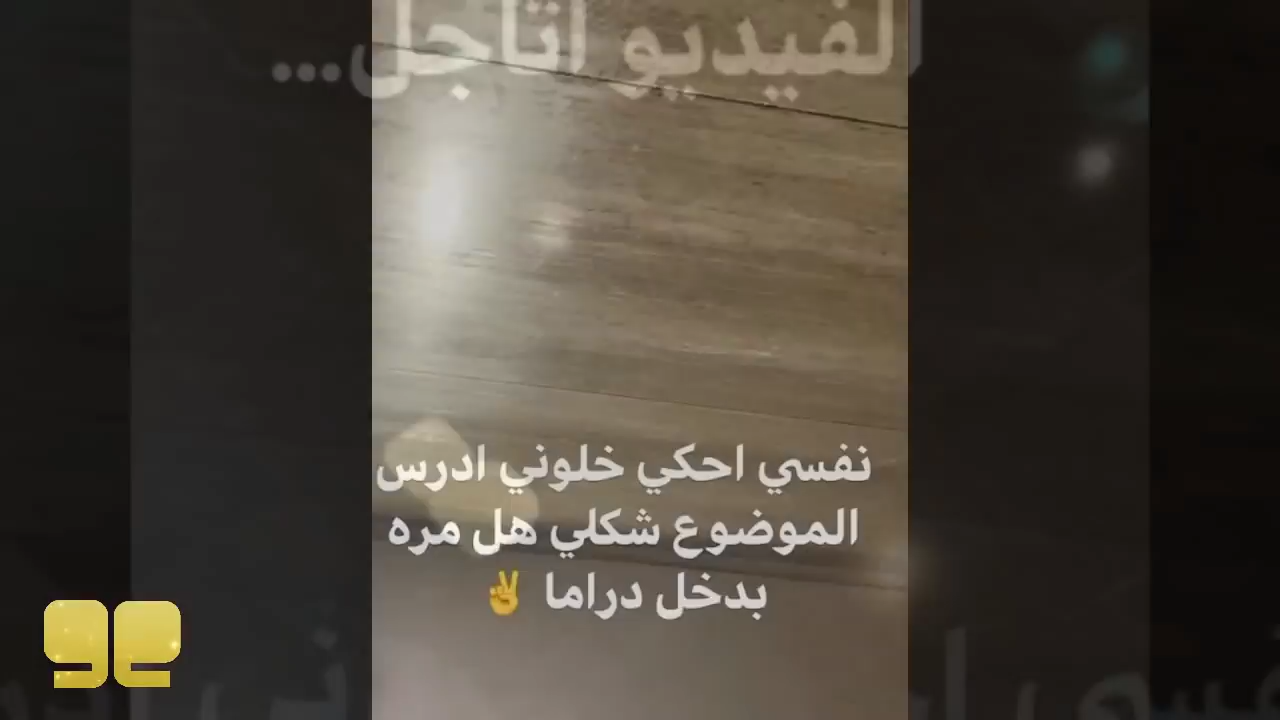 الفيديو اتاجل...
نفسي احكي خلوني ادرس
الموضوع شكلي هل مره
بدخل دراما ✌️